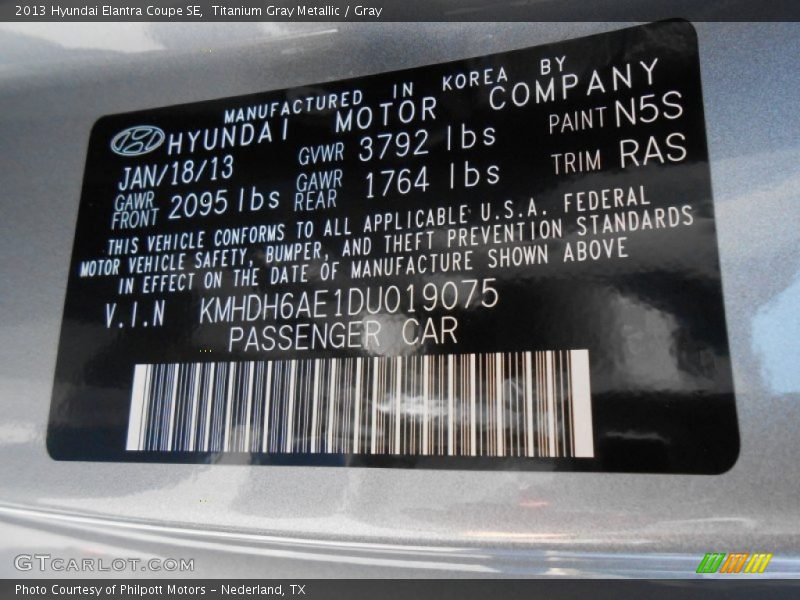 2013 Hyundai Elantra Coupe SE,  Titanium Gray Metallic / Gray
MANUFACTURED IN KOREA BY
HYUNDAI MOTOR COMPANY
JAN/18/13 GVWR 3792 lbs PAINT N5S
GAWR FRONT 2095 lbs GAWR REAR 1764 lbs TRIM RAS
THIS VEHICLE CONFORMS TO ALL APPLICABLE U.S.A. FEDERAL
MOTOR VEHICLE SAFETY, BUMPER, AND THEFT PREVENTION STANDARDS
IN EFFECT ON THE DATE OF MANUFACTURE SHOWN ABOVE
V.I.N KMHDH6AE1DU019075
PASSENGER CAR
GTCARLOT.COM
Photo Courtesy of Philpott Motors – Nederland, TX